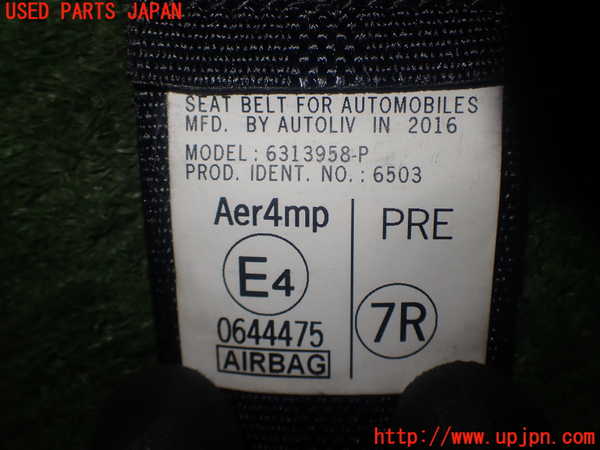 USED PARTS JAPAN
SEAT BELT FOR AUTOMOBILES
MFD. BY AUTOLIV IN 2016
MODEL:6313958-P
PROD. IDENT. NO.:6503
Aer4mp
PRE
E4
7R
0644475
AIRBAG
http://www.upjpn.com